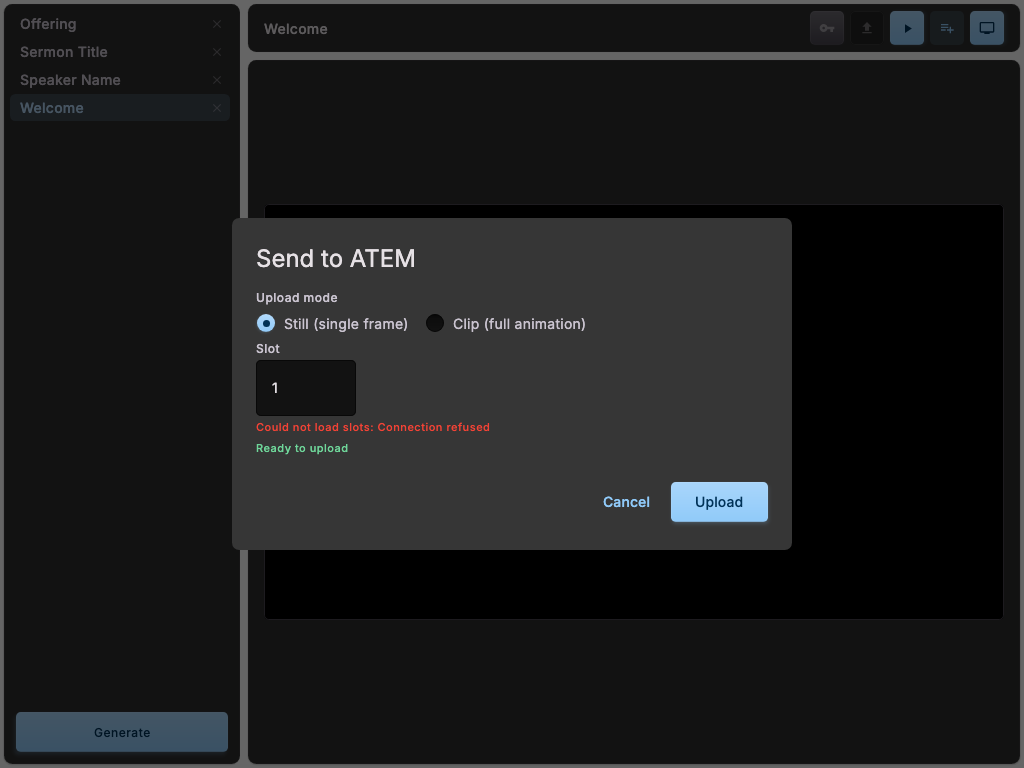 Offering
Sermon Title
Speaker Name
Welcome
Welcome
Send to ATEM
Upload mode
Still (single frame) Clip (full animation)
Slot
1
Could not load slots: Connection refused
Ready to upload
Cancel Upload
Generate